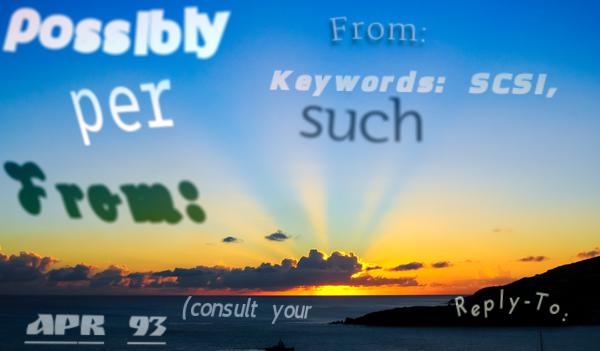 Possibly
From:
Keywords: SCSI,
per
such
From:
(consult your
Reply-To:
APR 93